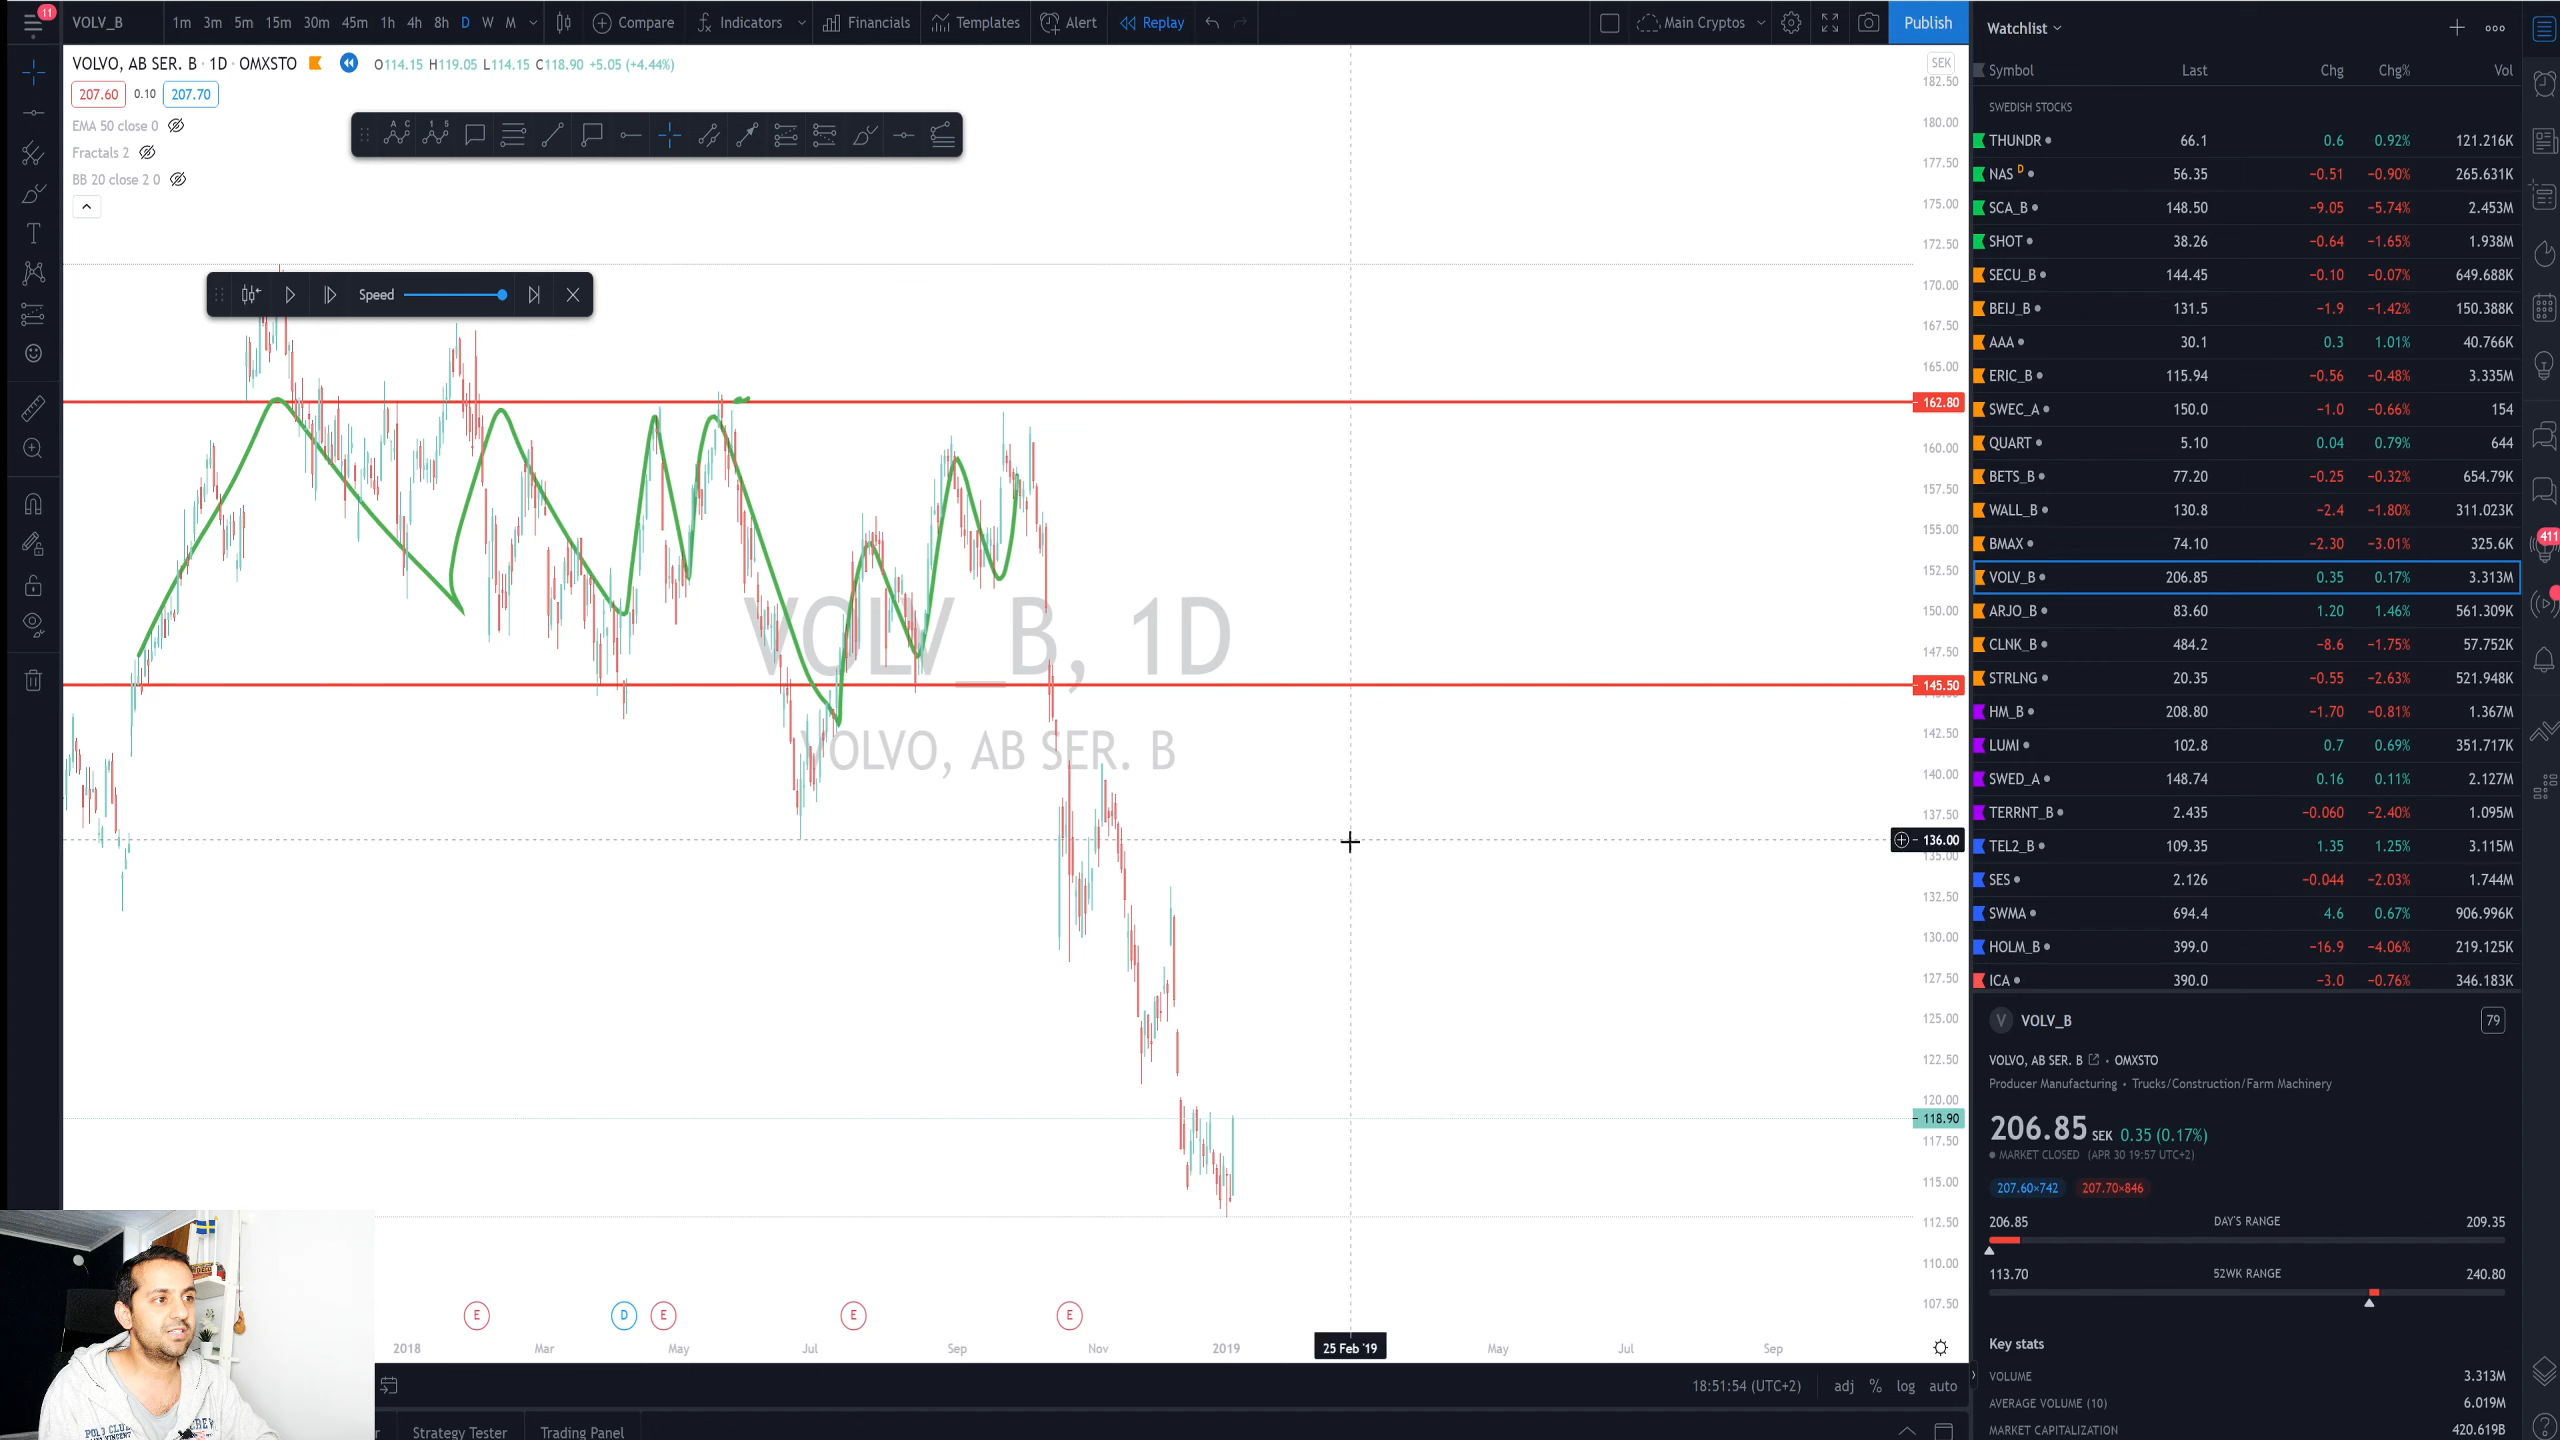 11
VOLV_B 1m 3m 5m 15m 30m 45m 1h 4h 8h D W M Compare Indicators Financials Templates Alert Replay Main Cryptos Publish
VOLVO, AB SER. B · 1D · OMXSTO O114.15 H119.05 L114.15 C118.90 +5.05 (+4.44%)
207.60 0.10 207.70
EMA 50 close 0
Fractals 2
BB 20 close 2 0
A C
1 5
Speed
VOLV_B, 1D
VOLVO, AB SER. B
SEK
182.50
180.00
177.50
175.00
172.50
170.00
167.50
165.00
162.80
160.00
157.50
155.00
152.50
150.00
147.50
145.50
142.50
140.00
137.50
136.00
135.00
132.50
130.00
127.50
125.00
122.50
120.00
118.90
117.50
115.00
112.50
110.00
107.50
E D E E E
2018 Mar May Jul Sep Nov 2019 25 Feb '19 May Jul Sep
18:51:54 (UTC+2) adj % log auto
Strategy Tester Trading Panel
Watchlist
Symbol Last Chg Chg% Vol
SWEDISH STOCKS
THUNDR 66.1 0.6 0.92% 121.216K
NAS D 56.35 −0.51 −0.90% 265.631K
SCA_B 148.50 −9.05 −5.74% 2.453M
SHOT 38.26 −0.64 −1.65% 1.938M
SECU_B 144.45 −0.10 −0.07% 649.688K
BEIJ_B 131.5 −1.9 −1.42% 150.388K
AAA 30.1 0.3 1.01% 40.766K
ERIC_B 115.94 −0.56 −0.48% 3.335M
SWEC_A 150.0 −1.0 −0.66% 154
QUART 5.10 0.04 0.79% 644
BETS_B 77.20 −0.25 −0.32% 654.79K
WALL_B 130.8 −2.4 −1.80% 311.023K
BMAX 74.10 −2.30 −3.01% 325.6K
VOLV_B 206.85 0.35 0.17% 3.313M
ARJO_B 83.60 1.20 1.46% 561.309K
CLNK_B 484.2 −8.6 −1.75% 57.752K
STRLNG 20.35 −0.55 −2.63% 521.948K
HM_B 208.80 −1.70 −0.81% 1.367M
LUMI 102.8 0.7 0.69% 351.717K
SWED_A 148.74 0.16 0.11% 2.127M
TERRNT_B 2.435 −0.060 −2.40% 1.095M
TEL2_B 109.35 1.35 1.25% 3.115M
SES 2.126 −0.044 −2.03% 1.744M
SWMA 694.4 4.6 0.67% 906.996K
HOLM_B 399.0 −16.9 −4.06% 219.125K
ICA 390.0 −3.0 −0.76% 346.183K
411
V VOLV_B 79
VOLVO, AB SER. B · OMXSTO
Producer Manufacturing • Trucks/Construction/Farm Machinery
206.85 SEK 0.35 (0.17%)
MARKET CLOSED (APR 30 19:57 UTC+2)
207.60×742 207.70×846
206.85 DAY'S RANGE 209.35
113.70 52WK RANGE 240.80
Key stats
VOLUME 3.313M
AVERAGE VOLUME (10) 6.019M
MARKET CAPITALIZATION 420.619B